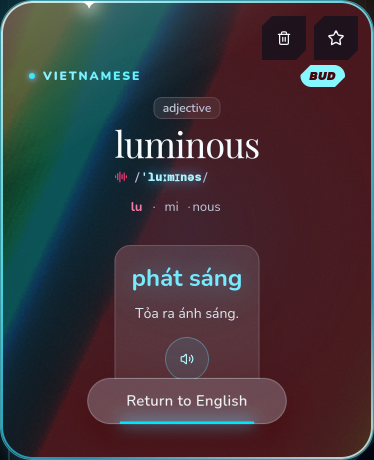 VIETNAMESE
BUD
adjective
luminous
/ˈluːmɪnəs/
lu · mi · nous
phát sáng
Tỏa ra ánh sáng.
Return to English